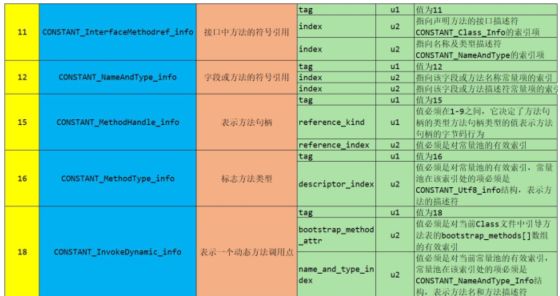 tag u1 值为11
11 CONSTANT_InterfaceMethodref_info 接口中方法的符号引用 index u2 指向声明方法的接口描述符
CONSTANT_Class_Info的索引项
index u2 指向名称及类型描述符
CONSTANT_NameAndType的索引项
tag u1 值为12
12 CONSTANT_NameAndType_info 字段或方法的符号引用 index u2 指向该字段或方法名称常量项的索引
index u2 指向该字段或方法描述符常量项的索引
tag u1 值为15
15 CONSTANT_MethodHandle_info 表示方法句柄 reference_kind u1 值必须在1-9之间，它决定了方法句
柄的类型方法句柄类型的值表示方法
句柄的字节码行为
reference_index u2 值必须是对常量池的有效索引
tag u1 值为16
16 CONSTANT_MethodType_info 标志方法类型 descriptor_index u2 值必须是对常量池的有效索引，常量
池在该索引处的项必须是
CONSTANT_Utf8_info结构，表示方
法的描述符
tag u1 值为18
18 CONSTANT_InvokeDynamic_info 表示一个动态方法调用点 bootstrap_method
_attr u2 值必须是对当前Class文件中引导方
法表的bootstrap_methods[]数组
的有效索引
name_and_type_in
dex u2 值必须是对当前常量池的有效索引，
常量池在该索引处的项必须是
CONSTANT_NameAndType_Info结
构，表示方法名称和方法描述符